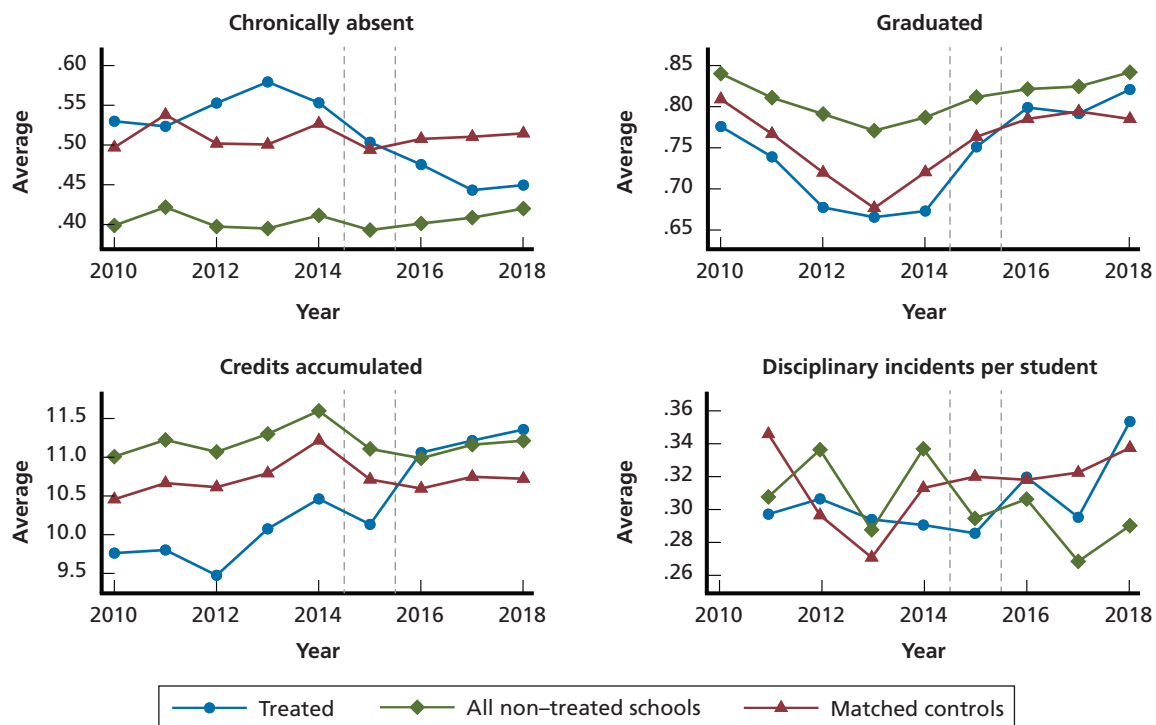 Chronically absent
.60
.55
.50
.45
.40
Average
2010 2012 2014 2016 2018
Year
Graduated
.85
.80
.75
.70
.65
Average
2010 2012 2014 2016 2018
Year
Credits accumulated
11.5
11.0
10.5
10.0
9.5
Average
2010 2012 2014 2016 2018
Year
Disciplinary incidents per student
.36
.34
.32
.30
.28
.26
Average
2010 2012 2014 2016 2018
Year
Treated All non–treated schools Matched controls